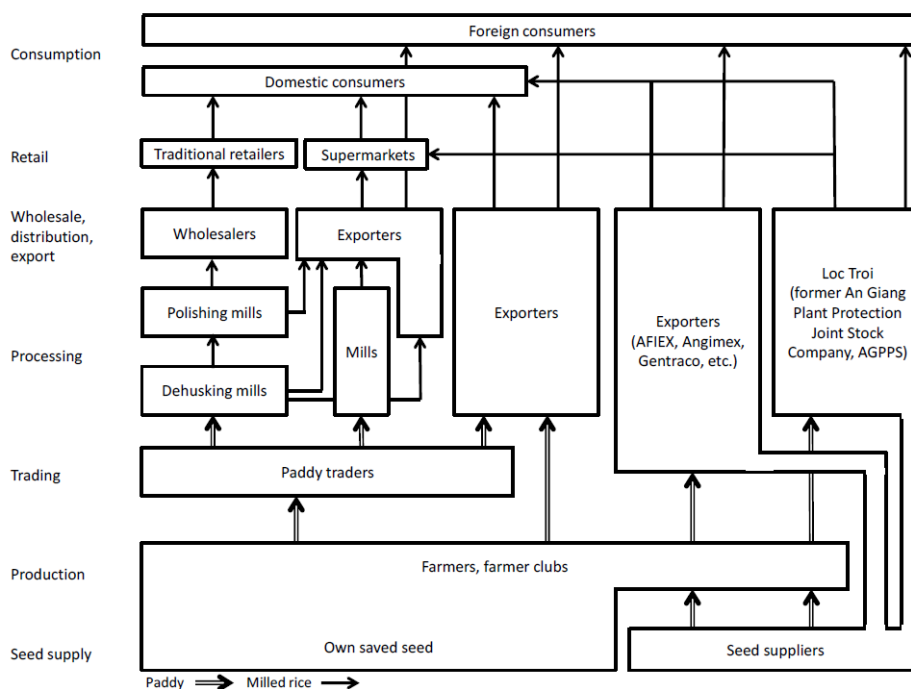 Consumption
Foreign consumers
Domestic consumers
Retail
Traditional retailers
Supermarkets
Wholesale,
distribution,
export
Wholesalers
Exporters
Polishing mills
Processing
Mills
Dehusking mills
Exporters
Exporters
(AFIEX, Angimex,
Gentraco, etc.)
Loc Troi
(former An Giang
Plant Protection
Joint Stock
Company, AGPPS)
Trading
Paddy traders
Production
Farmers, farmer clubs
Seed supply
Own saved seed
Seed suppliers
Paddy
Milled rice